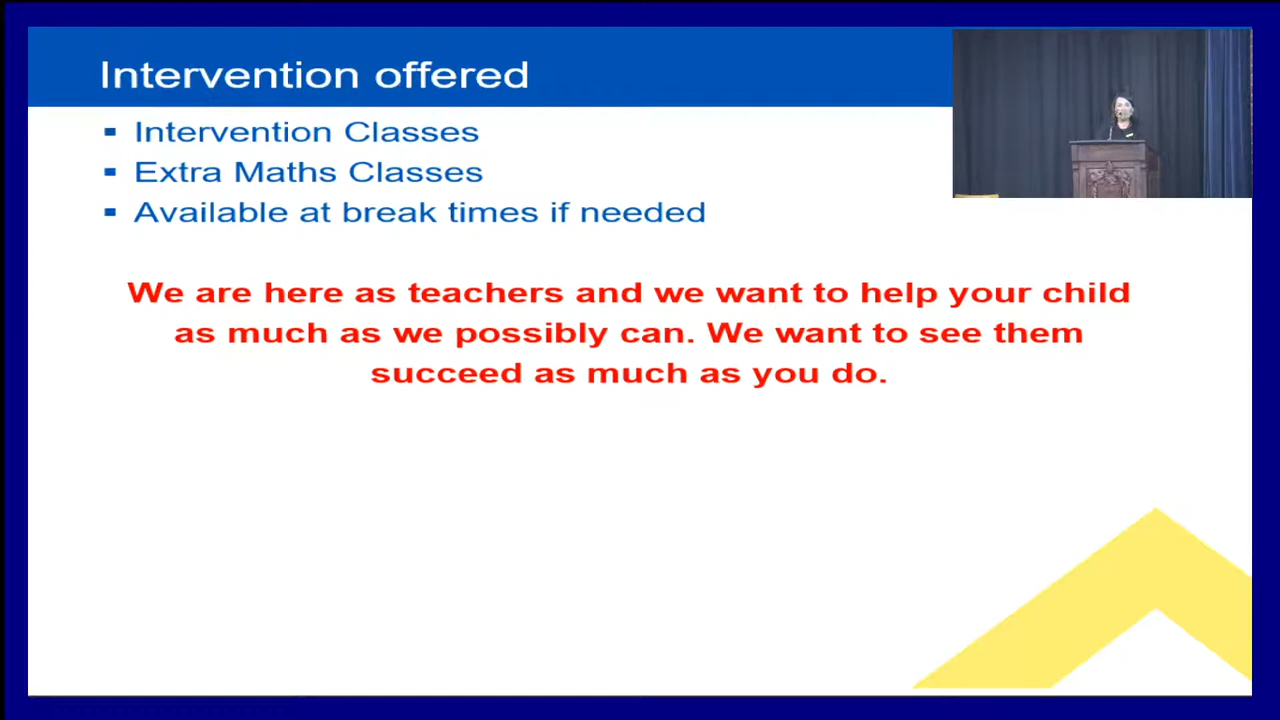 Intervention offered
Intervention Classes
Extra Maths Classes
Available at break times if needed
We are here as teachers and we want to help your child
as much as we possibly can. We want to see them
succeed as much as you do.